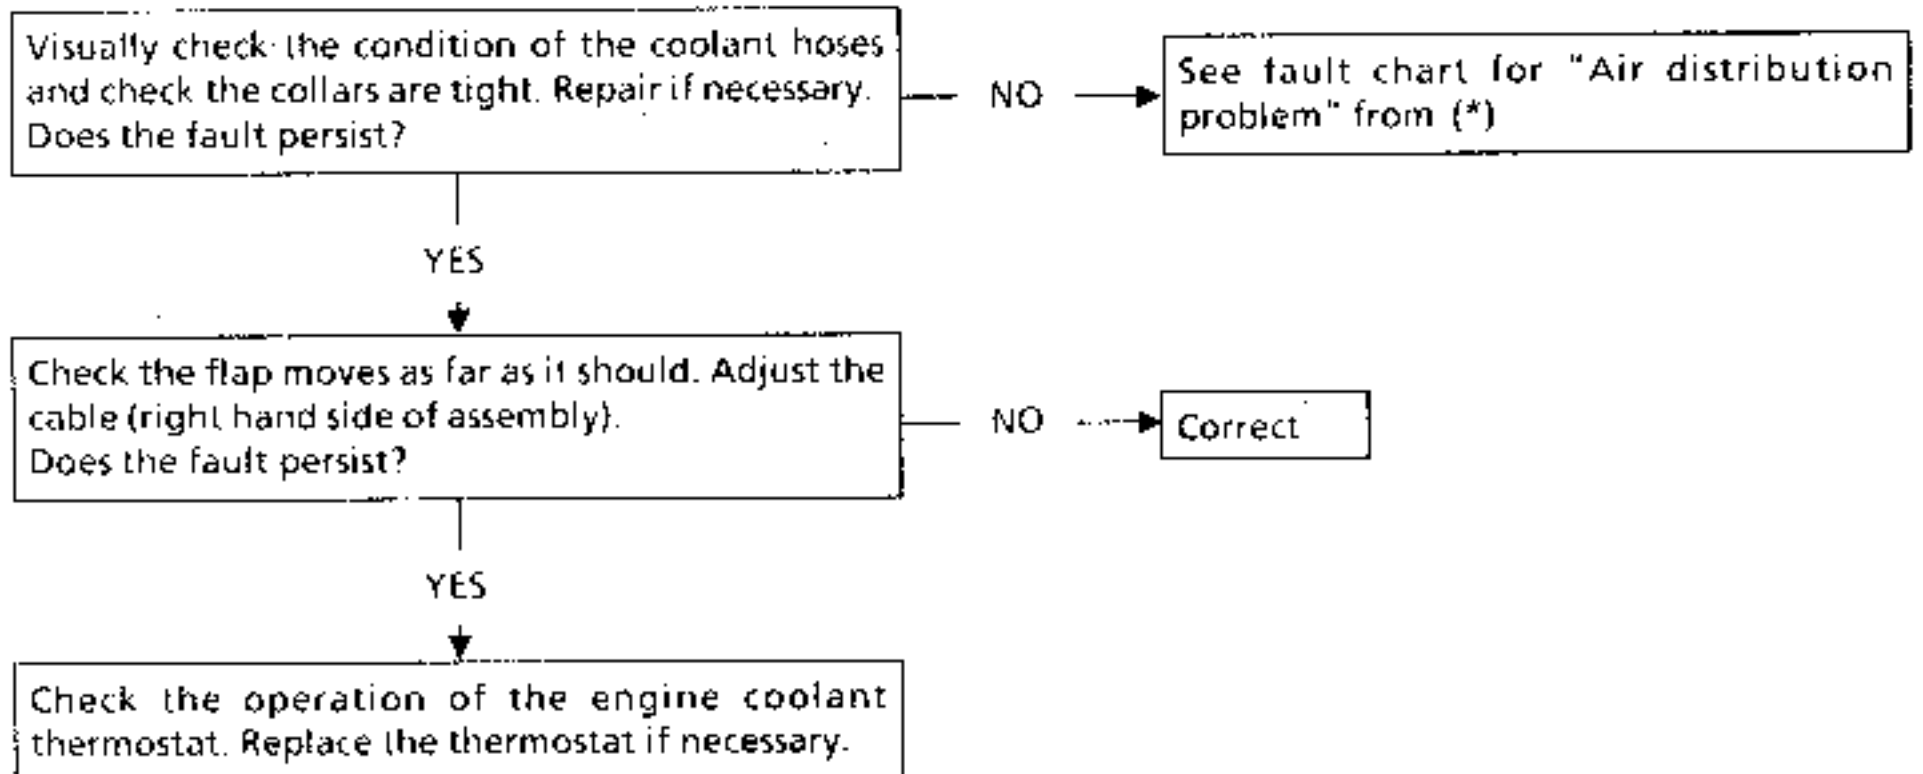 Visually check the condition of the coolant hoses
and check the collars are tight. Repair if necessary.
Does the fault persist?
NO
See fault chart for "Air distribution
problem" from (*)
YES
Check the flap moves as far as it should. Adjust the
cable (right hand side of assembly).
Does the fault persist?
NO
Correct
YES
Check the operation of the engine coolant
thermostat. Replace the thermostat if necessary.